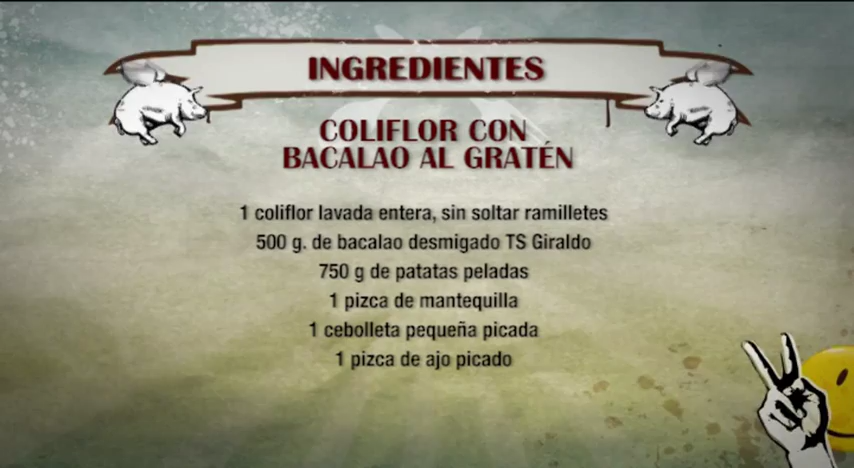 INGREDIENTES
COLIFLOR CON
BACALAO AL GRATÉN
1 coliflor lavada entera, sin soltar ramilletes
500 g. de bacalao desmigado TS Giraldo
750 g de patatas peladas
1 pizca de mantequilla
1 cebolleta pequeña picada
1 pizca de ajo picado